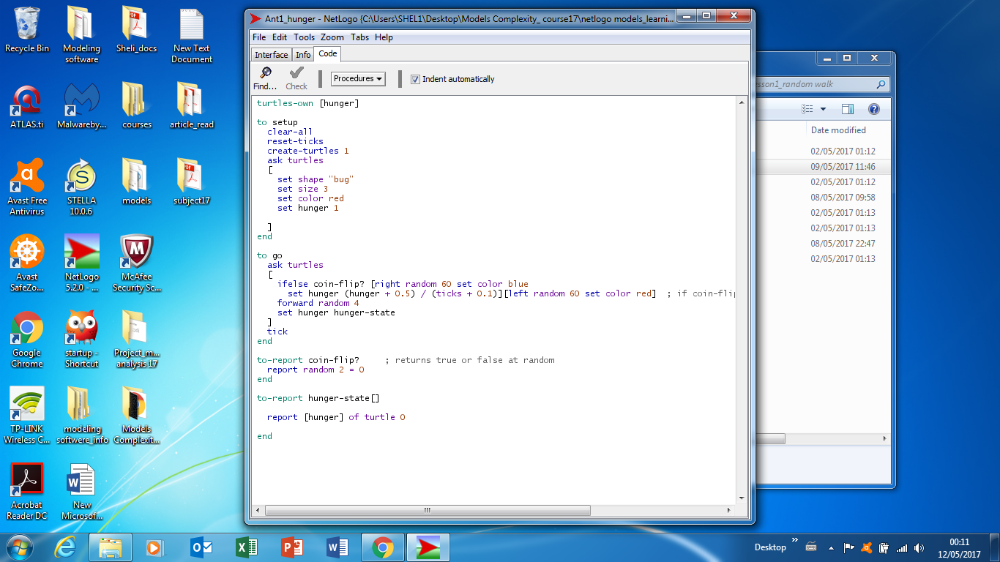 Recycle Bin
Modeling
software
Sheli_docs
New Text
Document
ATLAS.ti
Malwareby...
courses
article_read
Avast Free
Antivirus
STELLA
10.0.6
models
subject17
Avast
SafeZo...
NetLogo
5.2.0 - ...
McAfee
Security Sc...
Google
Chrome
startup -
Shortcut
Project_m...
analysis 17
TP-LINK
Wireless C...
modeling
softwere_info
Models
Complexit...
Acrobat
Reader DC
New
Microsof...
Ant1_hunger - NetLogo {C:\Users\SHEL1\Desktop\Models Complexity_ course17\netlogo models_learni...
File Edit Tools Zoom Tabs Help
Interface Info Code
Find... Check Procedures Indent automatically
turtles-own [hunger]
to setup
clear-all
reset-ticks
create-turtles 1
ask turtles
[
set shape "bug"
set size 3
set color red
set hunger 1
]
end
to go
ask turtles
[
ifelse coin-flip? [right random 60 set color blue
set hunger (hunger + 0.5) / (ticks + 0.1)][left random 60 set color red] ; if coin-flip
forward random 4
set hunger hunger-state
]
tick
end
to-report coin-flip? ; returns true or false at random
report random 2 = 0
end
to-report hunger-state[]
report [hunger] of turtle 0
end
sson1_random walk
Date modified
02/05/2017 01:12
09/05/2017 11:46
02/05/2017 01:12
08/05/2017 09:58
02/05/2017 01:13
02/05/2017 01:13
08/05/2017 22:47
02/05/2017 01:13
Desktop
00:11
12/05/2017